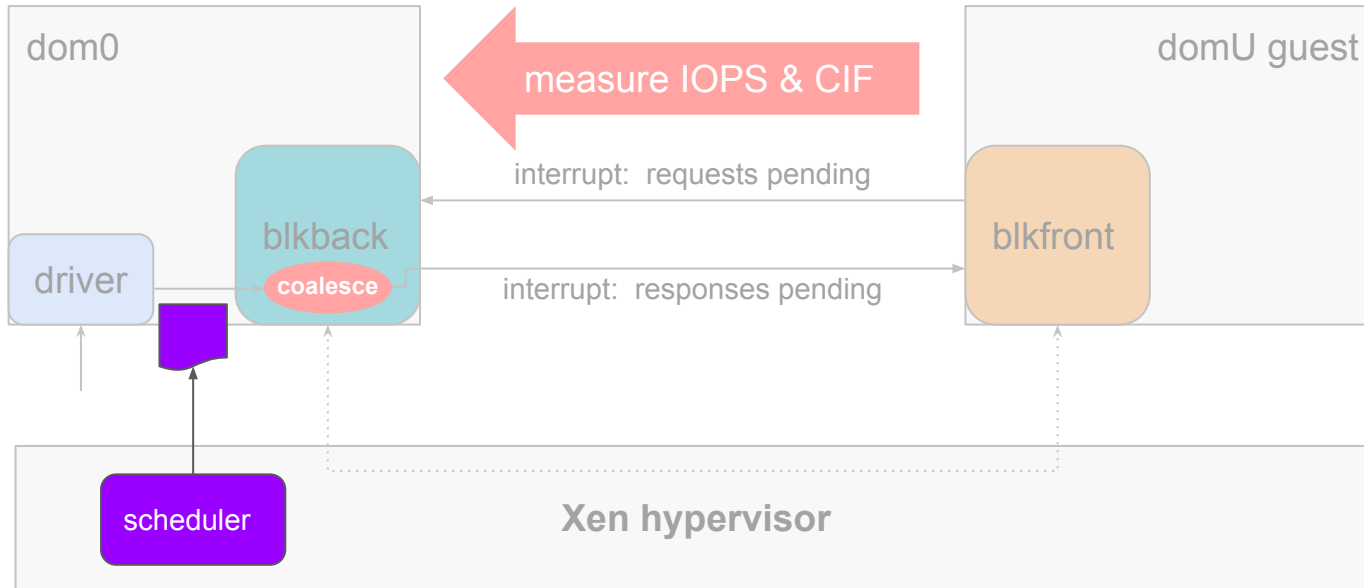 dom0
measure IOPS & CIF
domU guest
interrupt: requests pending
blkback
blkfront
driver
coalesce
interrupt: responses pending
scheduler
Xen hypervisor